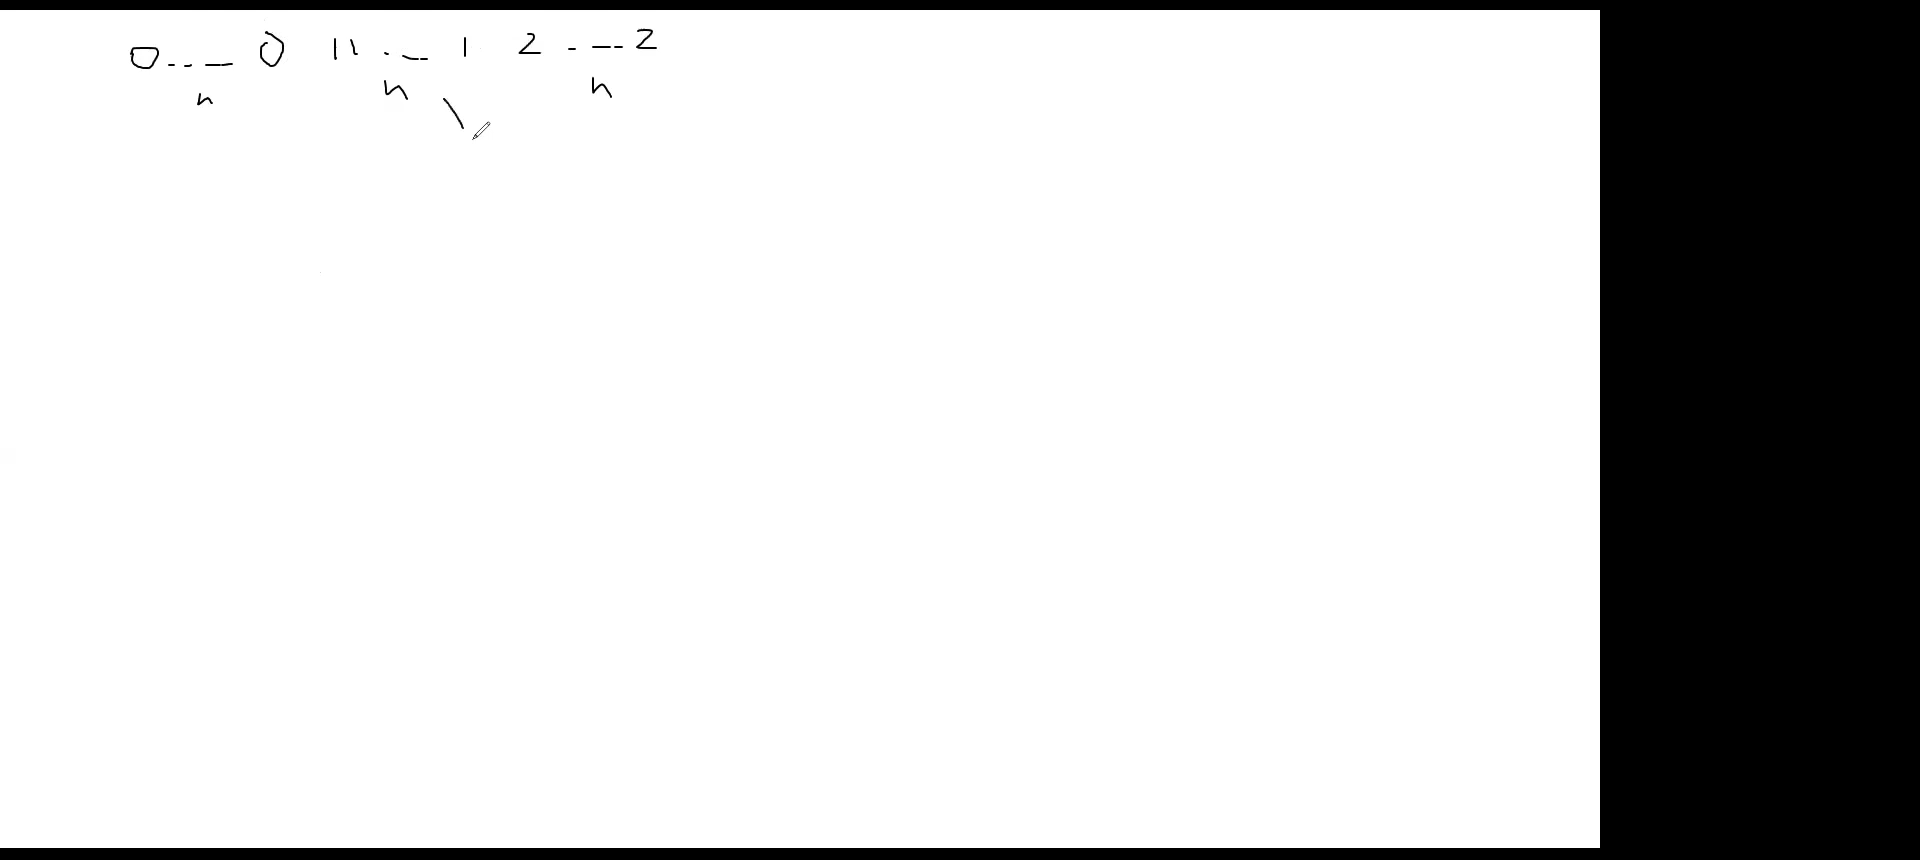 0 . . _ 0 1 1 . _ . 1 2 . _ . 2
n n n